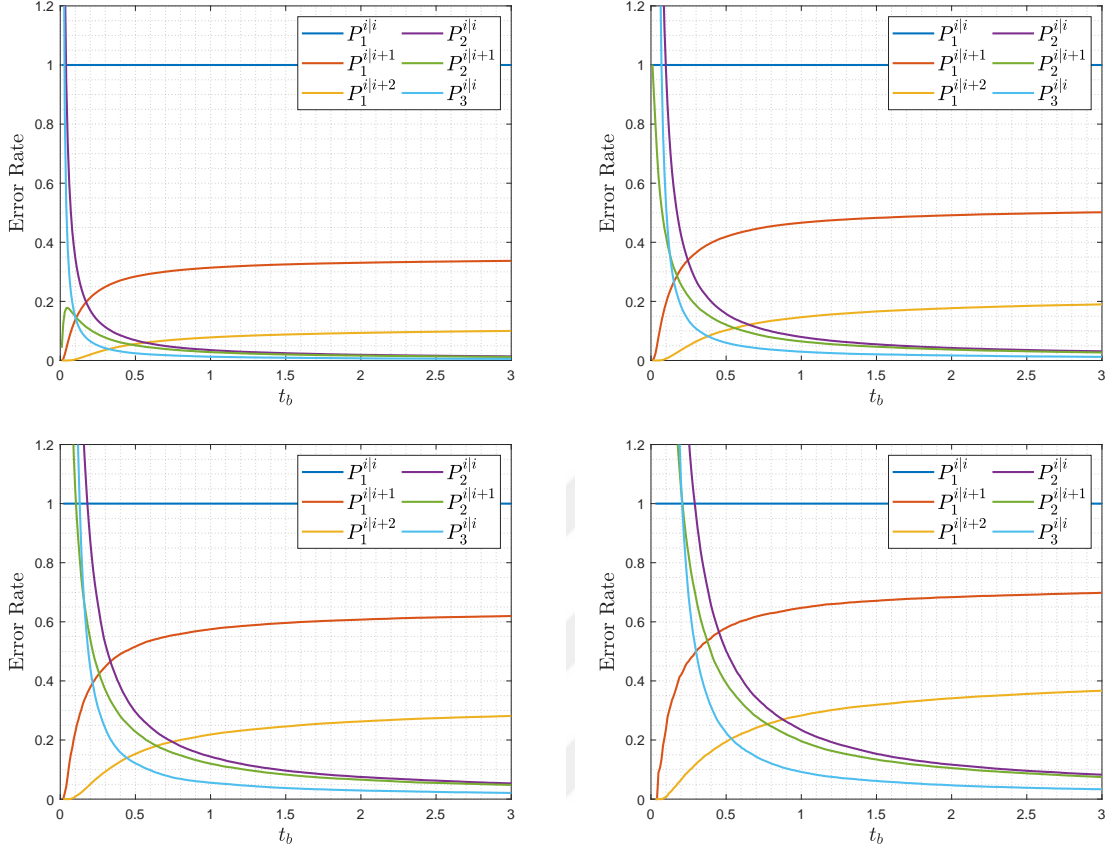 1.2
1
0.8
0.6
0.4
0.2
0
Error Rate
0 0.5 1 1.5 2 2.5 3
t_b
P_1^{i|i} P_2^{i|i}
P_1^{i|i+1} P_2^{i|i+1}
P_1^{i|i+2} P_3^{i|i}
1.2
1
0.8
0.6
0.4
0.2
0
Error Rate
0 0.5 1 1.5 2 2.5 3
t_b
P_1^{i|i} P_2^{i|i}
P_1^{i|i+1} P_2^{i|i+1}
P_1^{i|i+2} P_3^{i|i}
1.2
1
0.8
0.6
0.4
0.2
0
Error Rate
0 0.5 1 1.5 2 2.5 3
t_b
P_1^{i|i} P_2^{i|i}
P_1^{i|i+1} P_2^{i|i+1}
P_1^{i|i+2} P_3^{i|i}
1.2
1
0.8
0.6
0.4
0.2
0
Error Rate
0 0.5 1 1.5 2 2.5 3
t_b
P_1^{i|i} P_2^{i|i}
P_1^{i|i+1} P_2^{i|i+1}
P_1^{i|i+2} P_3^{i|i}